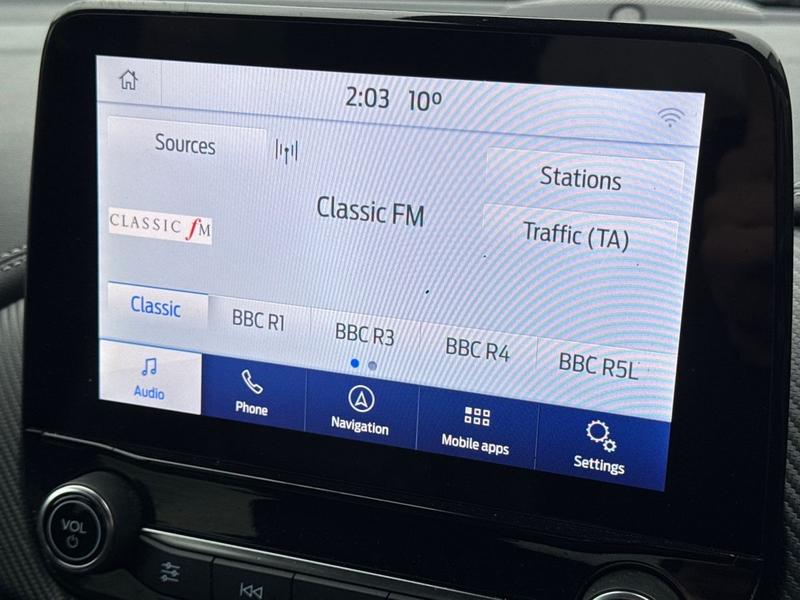 2:03 10º
Sources
Stations
Classic FM
CLASSIC fM
Traffic (TA)
Classic
BBC R1
BBC R3
BBC R4
BBC R5L
Audio
Phone
Navigation
Mobile apps
Settings
VOL